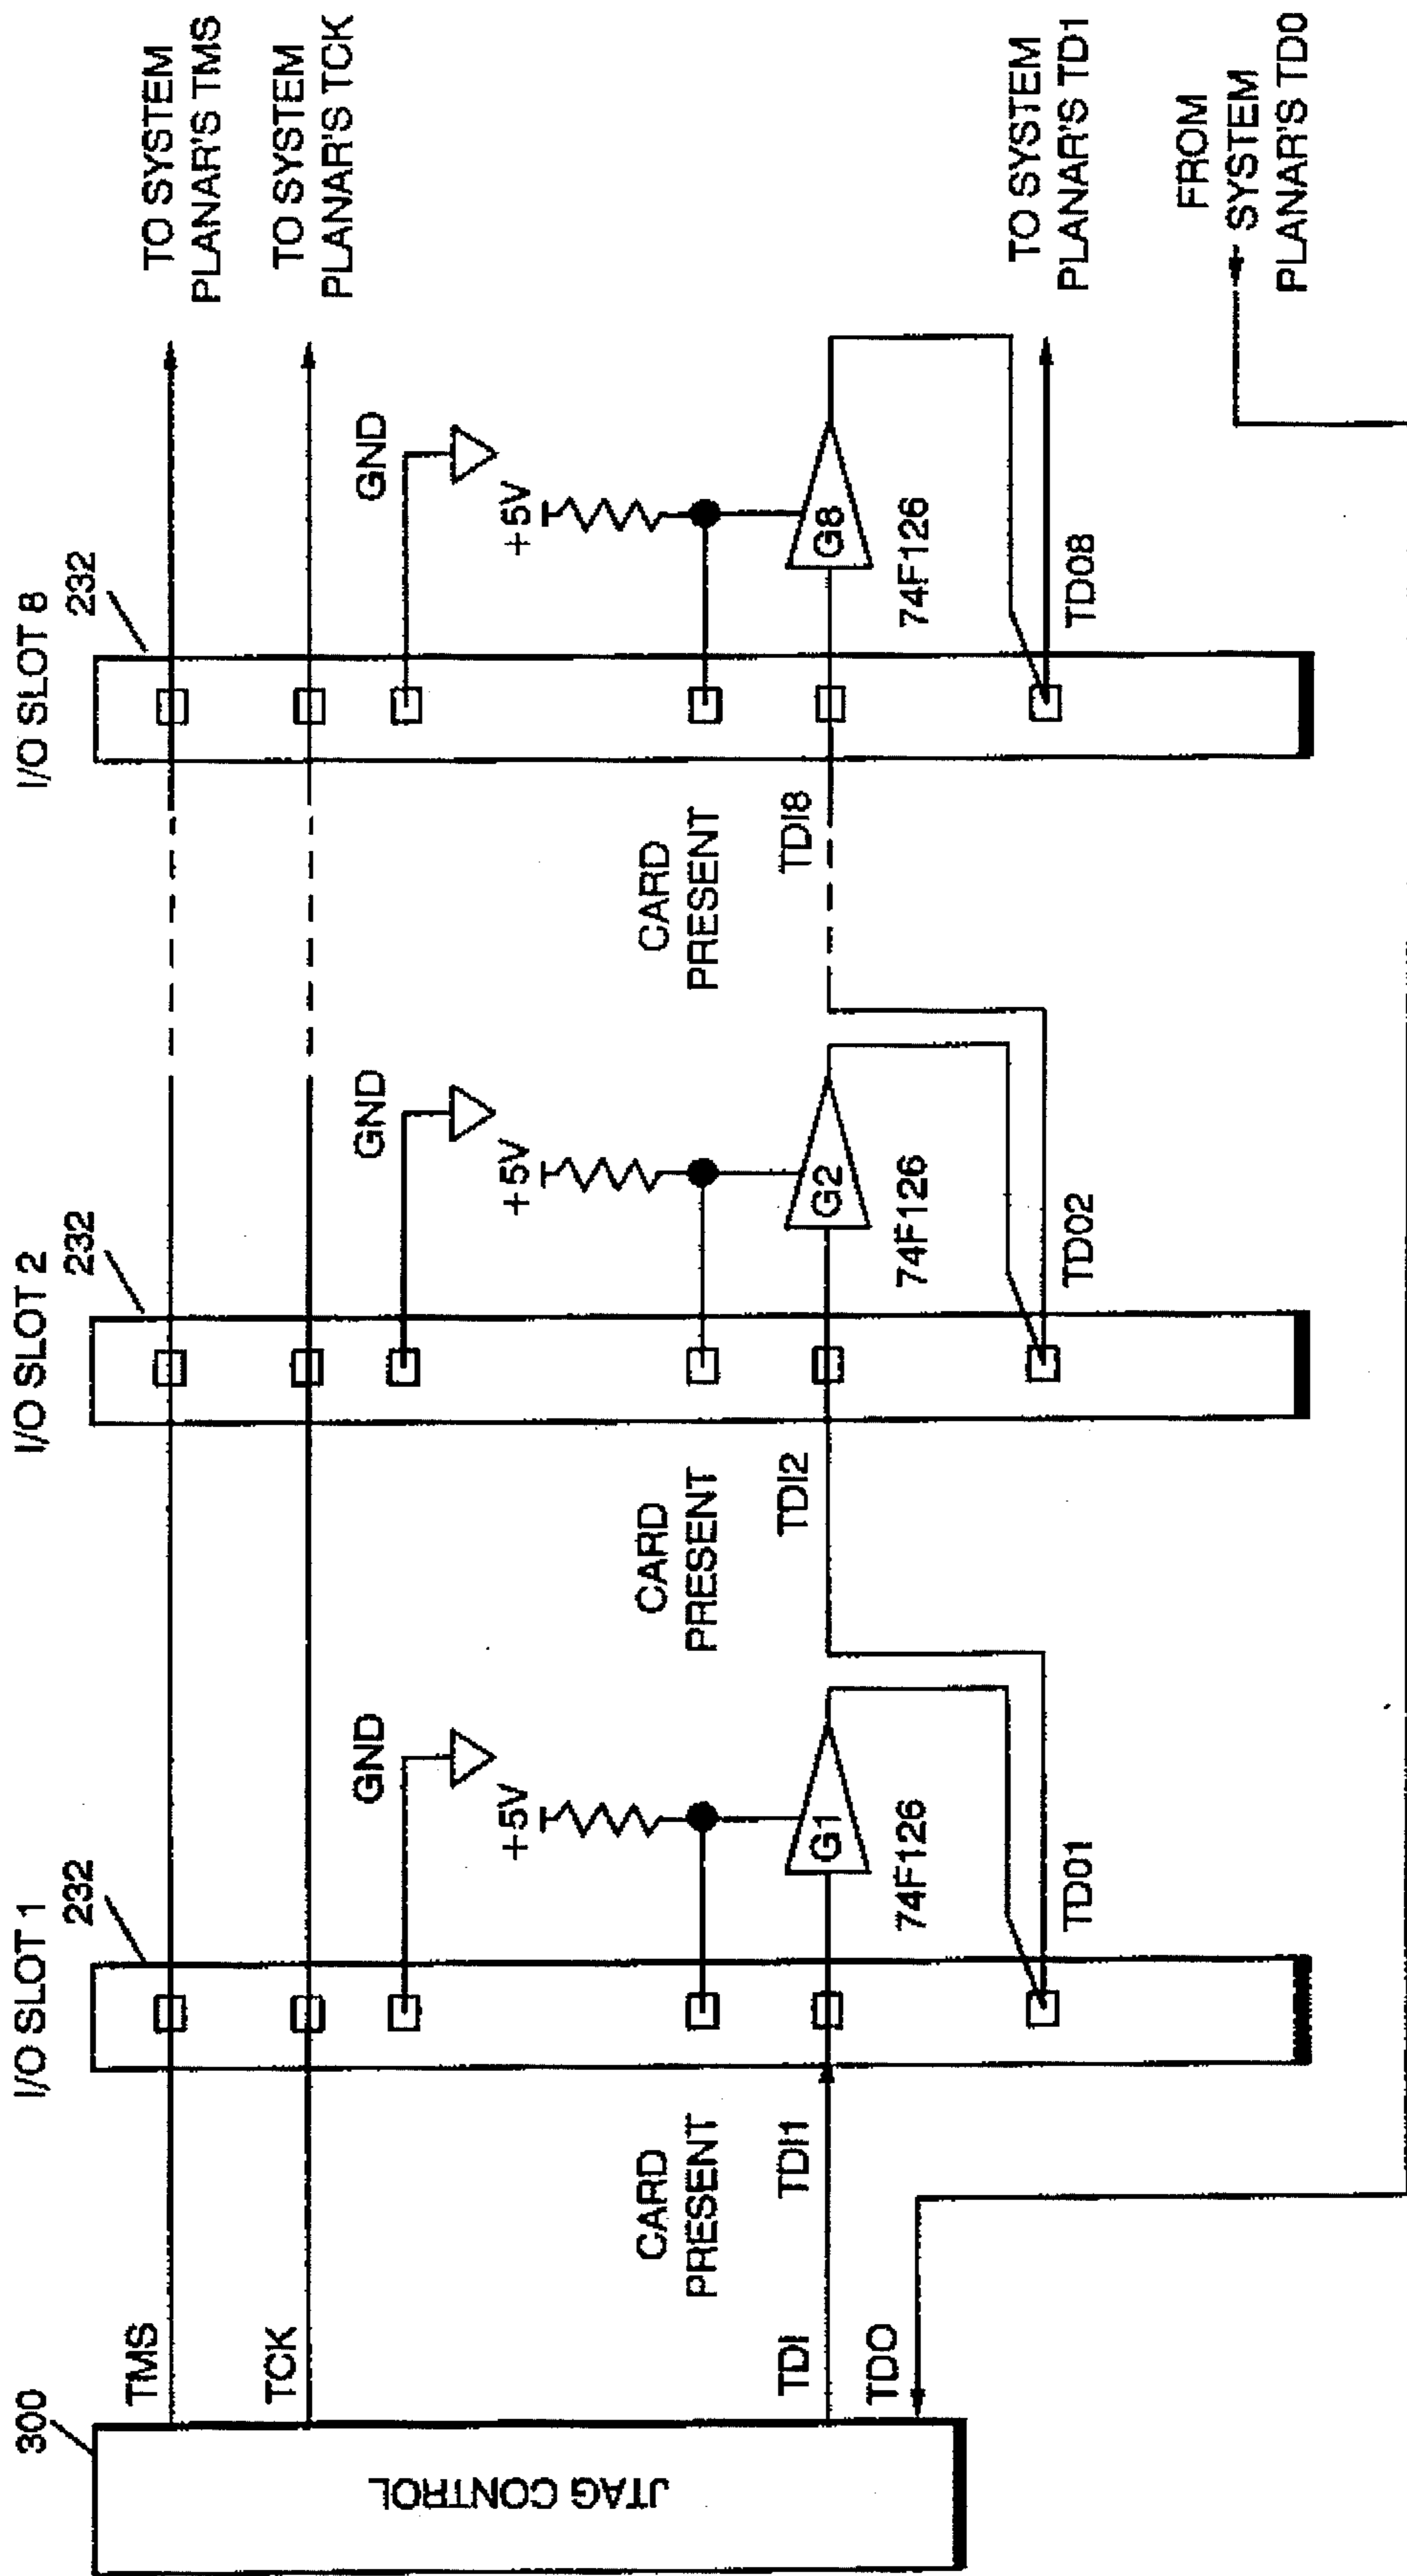 300
JTAG CONTROL
TMS
TCK
TDI
TDO
I/O SLOT 1
232
CARD
PRESENT
TDI1
GND
+5V
G1
74F126
TD01
I/O SLOT 2
232
CARD
PRESENT
TDI2
GND
+5V
G2
74F126
TD02
I/O SLOT 8
232
CARD
PRESENT
TDI8
GND
+5V
G8
74F126
TD08
TO SYSTEM
PLANAR'S TMS
TO SYSTEM
PLANAR'S TCK
TO SYSTEM
PLANAR'S TD1
FROM
SYSTEM
PLANAR'S TD0